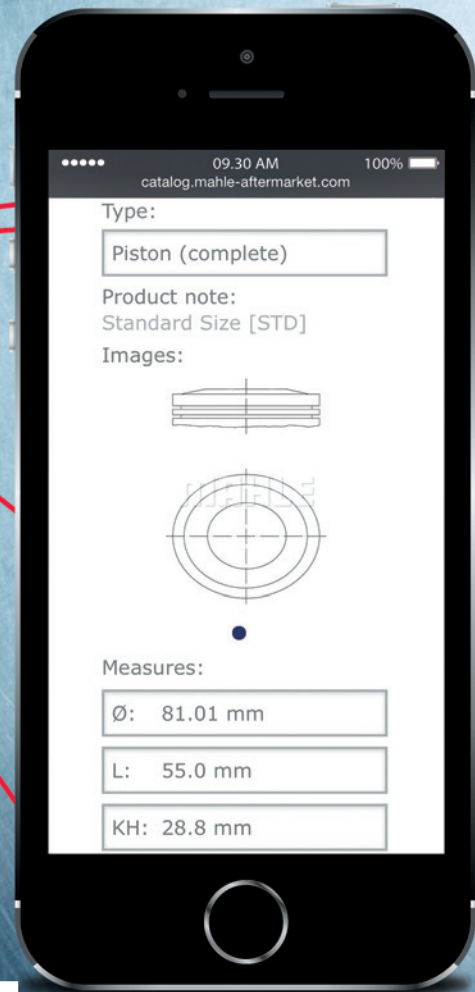 09.30 AM 100%
catalog.mahle-aftermarket.com
Type:
Piston (complete)
Product note:
Standard Size [STD]
Images:
MAHLE
Measures:
Ø: 81.01 mm
L: 55.0 mm
KH: 28.8 mm